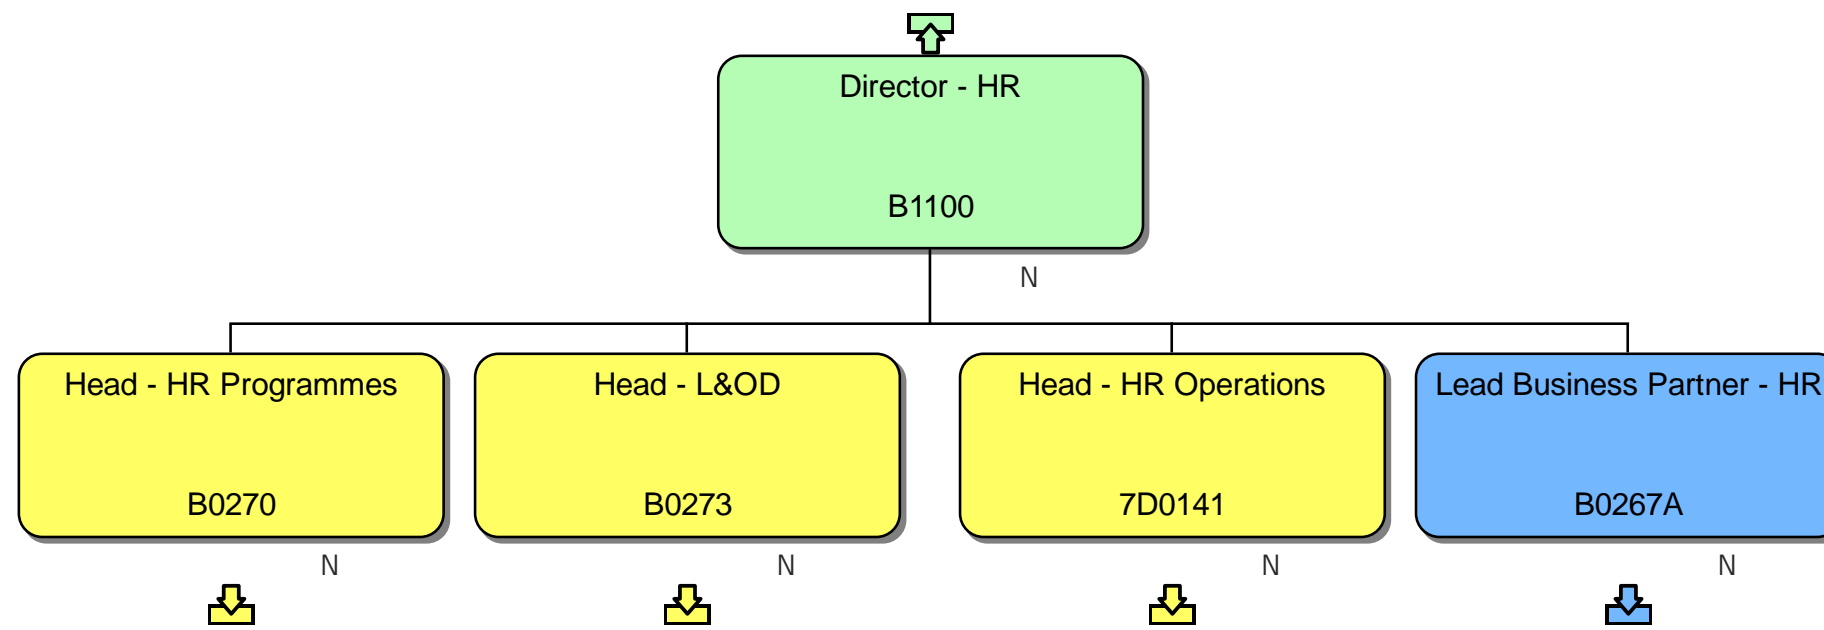 Director - HR
B1100
N
Head - HR Programmes
B0270
N
Head - L&OD
B0273
N
Head - HR Operations
7D0141
N
Lead Business Partner - HR
B0267A
N